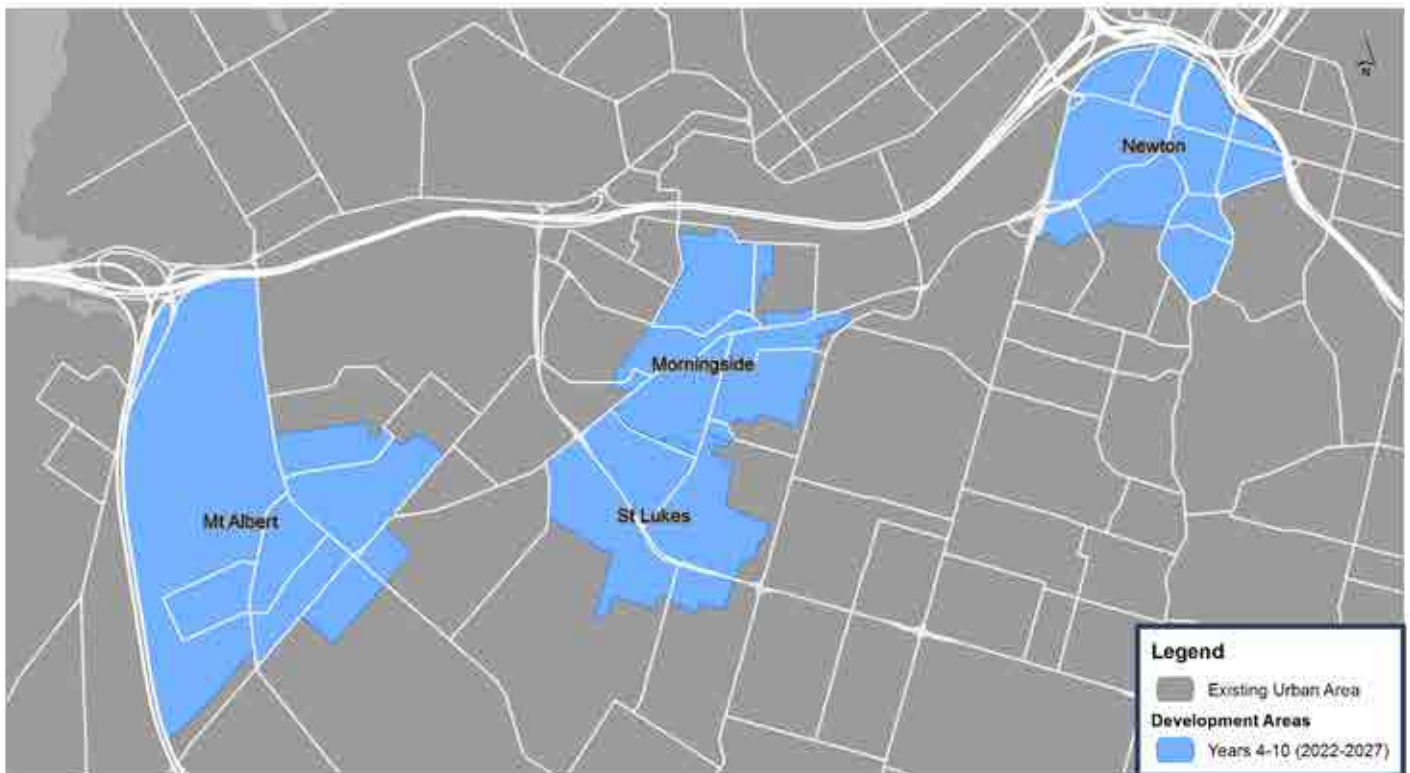 N
Newton
Morningside
Mt Albert
St Lukes
Legend
Existing Urban Area
Development Areas
Years 4-10 (2022-2027)